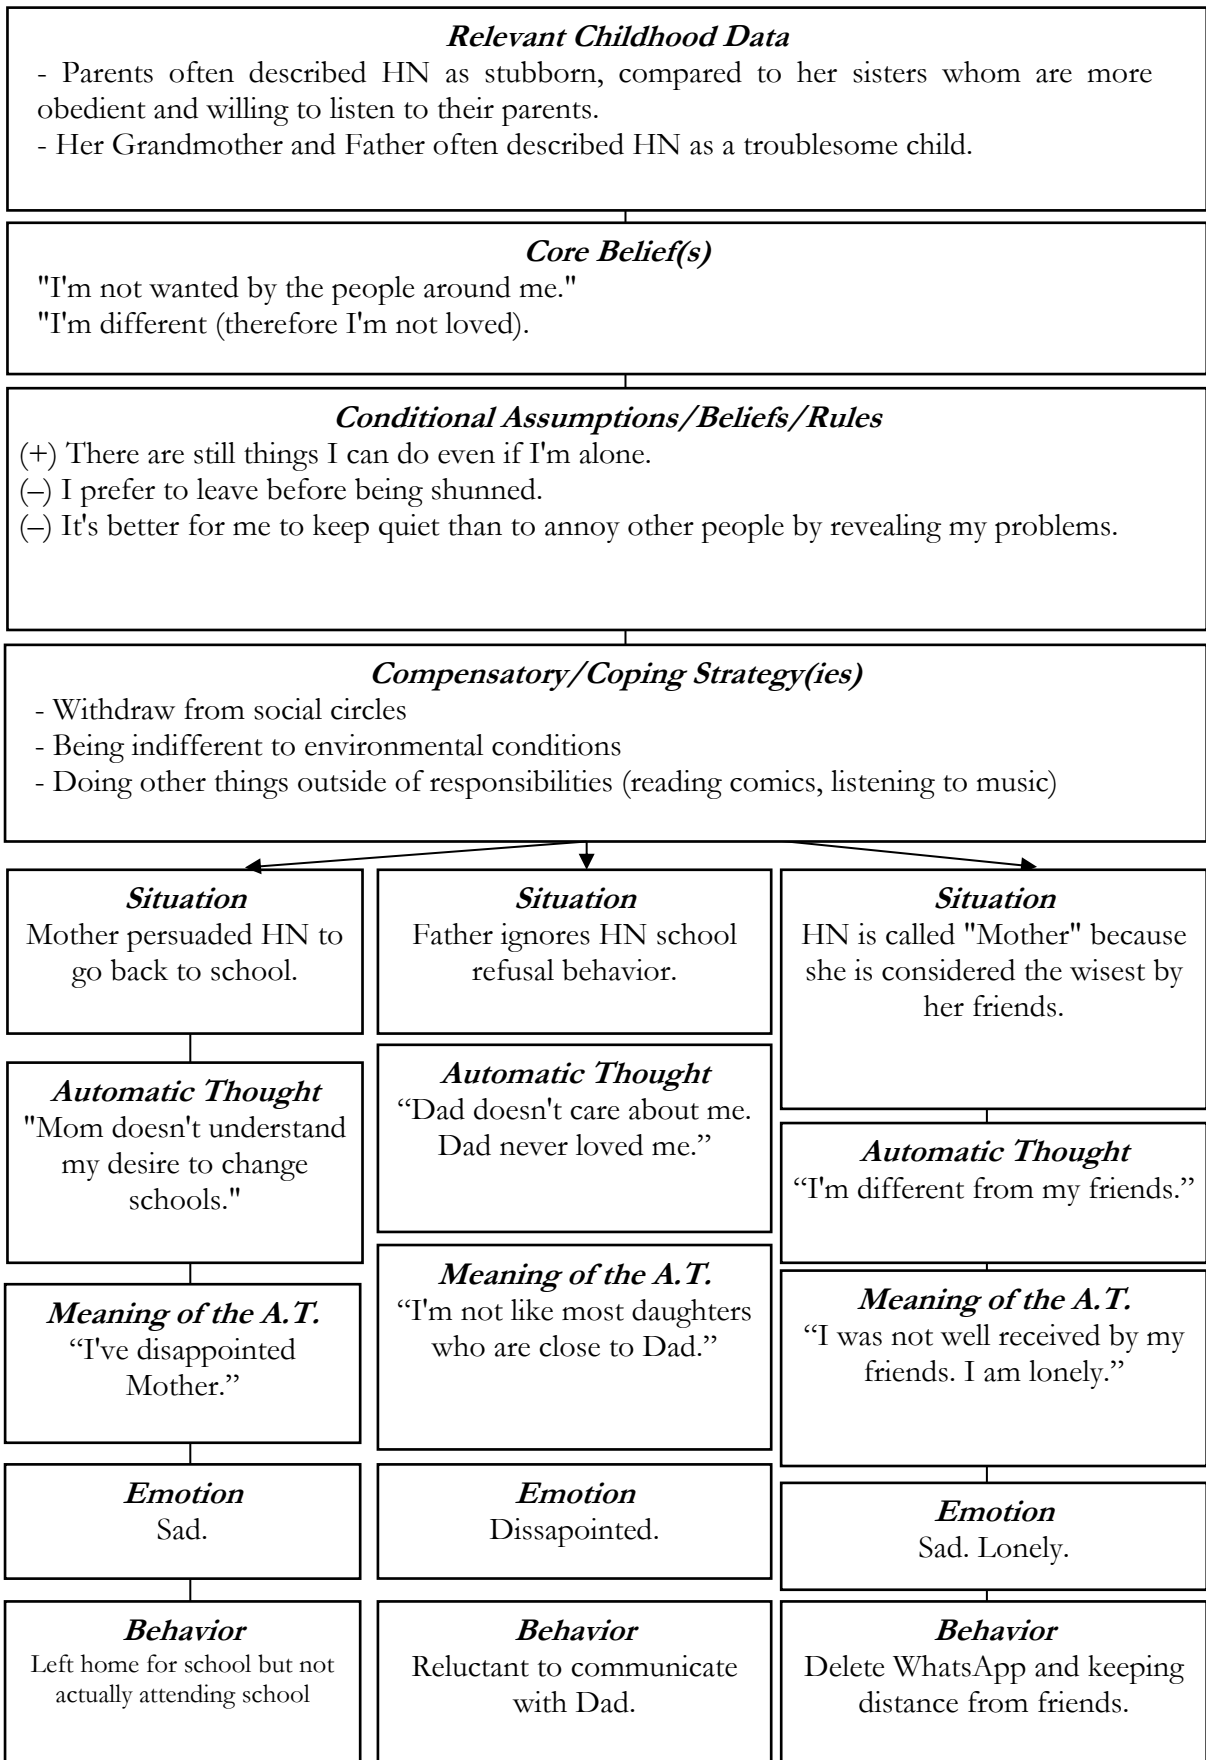 Relevant Childhood Data
- Parents often described HN as stubborn, compared to her sisters whom are more
obedient and willing to listen to their parents.
- Her Grandmother and Father often described HN as a troublesome child.
Core Belief(s)
"I'm not wanted by the people around me."
"I'm different (therefore I'm not loved).
Conditional Assumptions/Beliefs/Rules
(+) There are still things I can do even if I'm alone.
(–) I prefer to leave before being shunned.
(–) It's better for me to keep quiet than to annoy other people by revealing my problems.
Compensatory/Coping Strategy(ies)
- Withdraw from social circles
- Being indifferent to environmental conditions
- Doing other things outside of responsibilities (reading comics, listening to music)
Situation
Mother persuaded HN to
go back to school.
Automatic Thought
"Mom doesn't understand
my desire to change
schools."
Meaning of the A.T.
“I've disappointed
Mother.”
Emotion
Sad.
Behavior
Left home for school but not
actually attending school
Situation
Father ignores HN school
refusal behavior.
Automatic Thought
“Dad doesn't care about me.
Dad never loved me.”
Meaning of the A.T.
“I'm not like most daughters
who are close to Dad.”
Emotion
Dissapointed.
Behavior
Reluctant to communicate
with Dad.
Situation
HN is called "Mother" because
she is considered the wisest by
her friends.
Automatic Thought
“I'm different from my friends.”
Meaning of the A.T.
“I was not well received by my
friends. I am lonely.”
Emotion
Sad. Lonely.
Behavior
Delete WhatsApp and keeping
distance from friends.